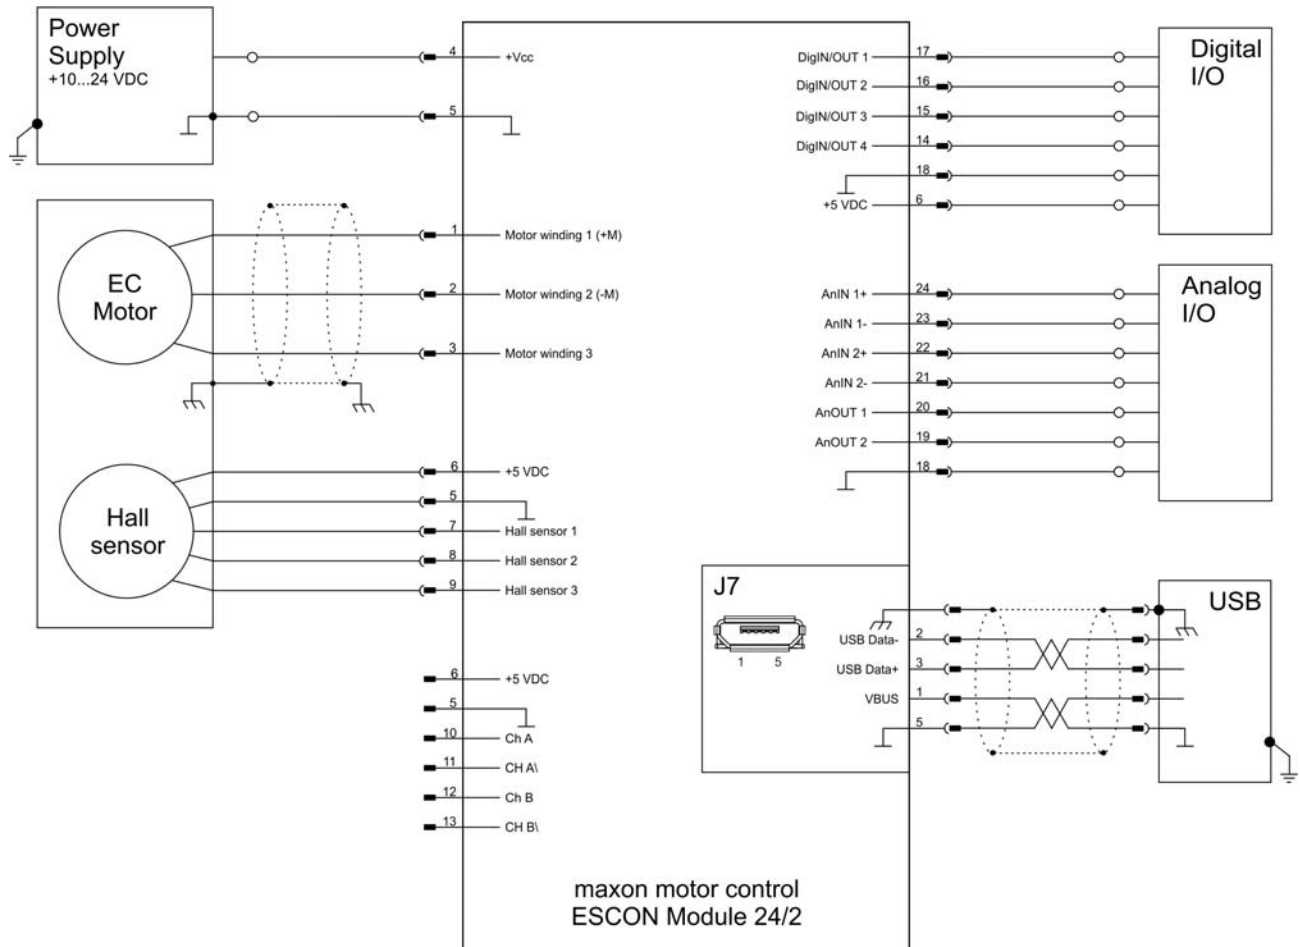 Power
Supply
+10...24 VDC
4
+Vcc
5
EC
Motor
1
Motor winding 1 (+M)
2
Motor winding 2 (-M)
3
Motor winding 3
Hall
sensor
6
+5 VDC
5
7
Hall sensor 1
8
Hall sensor 2
9
Hall sensor 3
6
+5 VDC
5
10
Ch A
11
CH A\
12
Ch B
13
CH B\
DigIN/OUT 1
17
DigIN/OUT 2
16
DigIN/OUT 3
15
DigIN/OUT 4
14
18
+5 VDC
6
Digital
I/O
AnIN 1+
24
AnIN 1-
23
AnIN 2+
22
AnIN 2-
21
AnOUT 1
20
AnOUT 2
19
18
Analog
I/O
J7
1 5
USB Data-
2
USB Data+
3
VBUS
1
5
USB
maxon motor control
ESCON Module 24/2